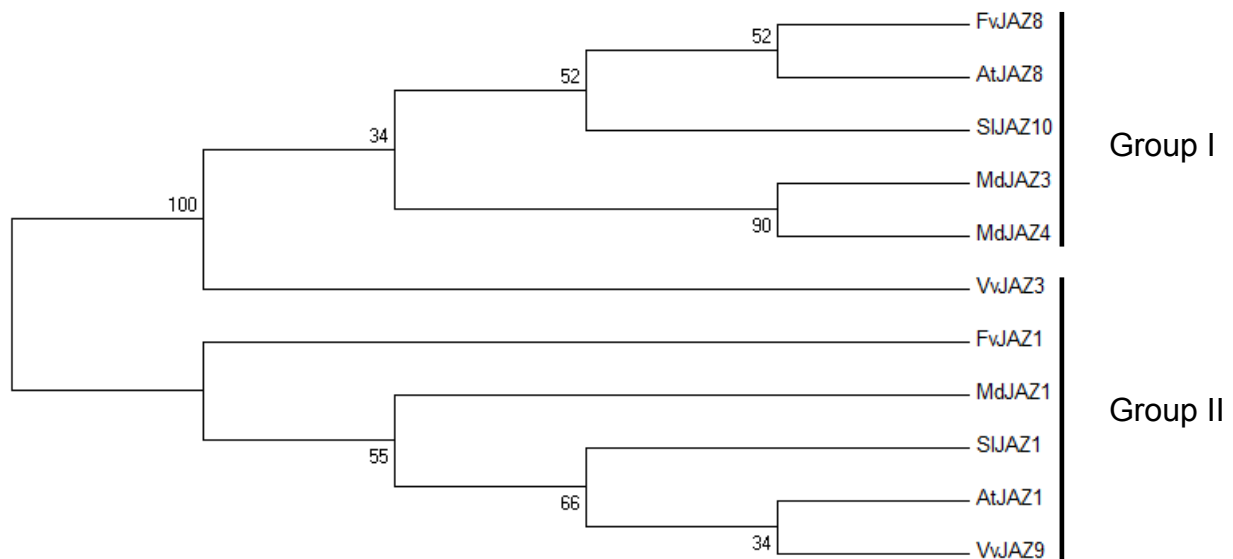 FvJAZ8
52
AtJAZ8
52
SlJAZ10
34
Group I
MdJAZ3
100
MdJAZ4
90
VvJAZ3
FvJAZ1
MdJAZ1
Group II
55
SlJAZ1
66
AtJAZ1
34
VvJAZ9